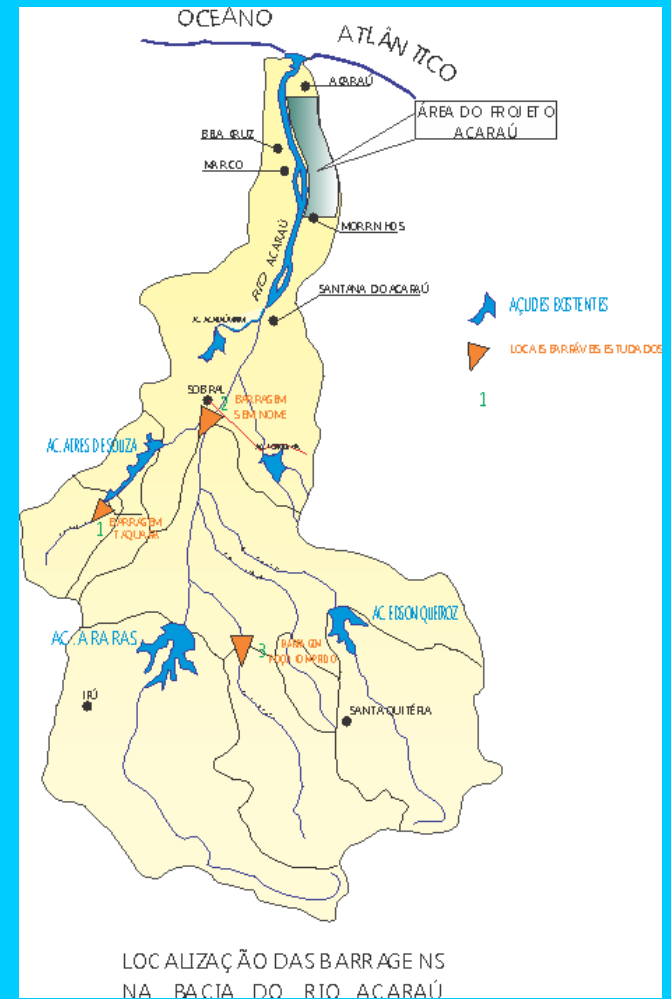 OCEANO
ATLÂNTICO
ACARAÚ
ÁREA DO PROJETO
ACARAÚ
BELA CRUZ
MARCO
MORRINHOS
RIO ACARAÚ
SANTANA DO ACARAÚ
AÇUDES EXISTENTES
LOCAIS BARRÁVEIS ESTUDADOS
1
SOBRAL
2
BARRAGEM
SEM NOME
AC. AIRES DE SOUZA
1
BARRAGEM
TAQUARA
AC. ARARAS
AC. EDSON QUEIROZ
3
BARRAGEM
IPÚ
SANTA QUITÉRIA
LOCALIZAÇÃO DAS BARRAGENS
NA BACIA DO RIO ACARAÚ